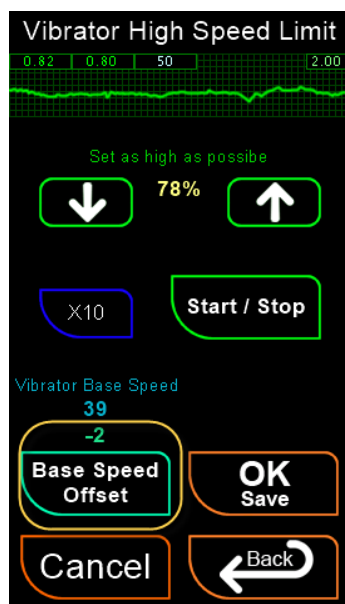 Vibrator High Speed Limit
0.82 0.80 50 2.00
Set as high as possibe
78%
X10
Start / Stop
Vibrator Base Speed
39
-2
Base Speed
Offset
OK
Save
Cancel
Back